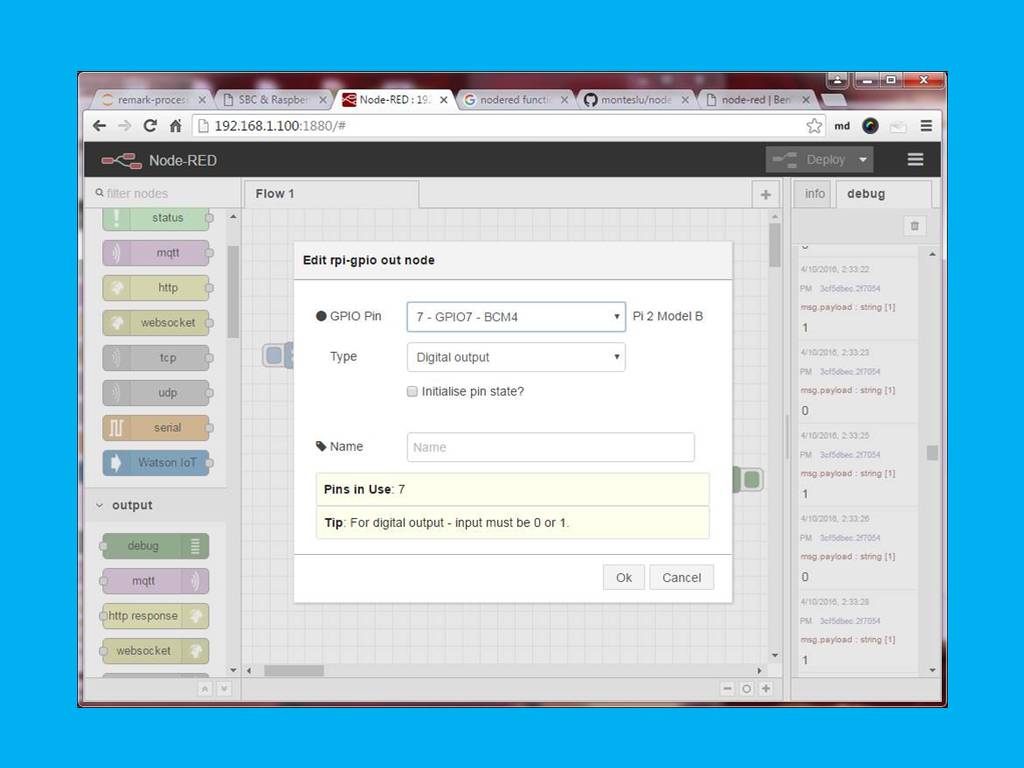 remark-proces
SBC & Raspber
Node-RED : 192
nodered functi
monteslu/node
node-red | Ben
192.168.1.100:1880/#
md
Node-RED
Deploy
filter nodes
Flow 1
info
debug
status
mqtt
http
websocket
tcp
udp
serial
Watson IoT
output
debug
mqtt
http response
websocket
Edit rpi-gpio out node
GPIO Pin
7 - GPIO7 - BCM4
Pi 2 Model B
Type
Digital output
Initialise pin state?
Name
Name
Pins in Use: 7
Tip: For digital output - input must be 0 or 1.
Ok
Cancel
4/10/2016, 2:33:22
PM 3cf5dbec.2f7054
msg.payload : string [1]
1
4/10/2016, 2:33:23
PM 3cf5dbec.2f7054
msg.payload : string [1]
0
4/10/2016, 2:33:25
PM 3cf5dbec.2f7054
msg.payload : string [1]
1
4/10/2016, 2:33:26
PM 3cf5dbec.2f7054
msg.payload : string [1]
0
4/10/2016, 2:33:28
PM 3cf5dbec.2f7054
msg.payload : string [1]
1